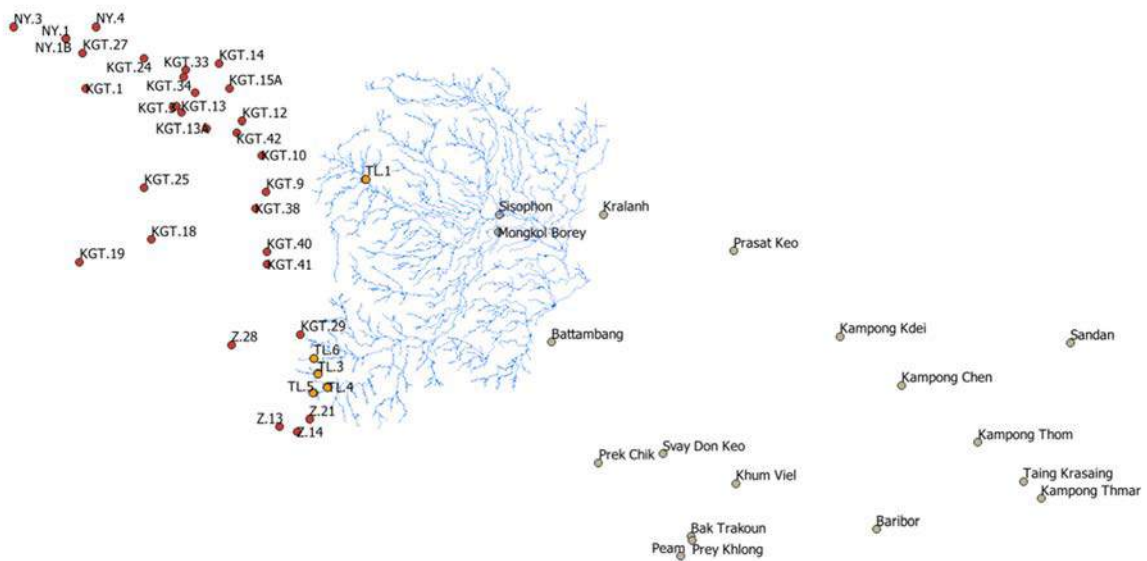 NY.3
NY.4
NY.1
NY.1B
KGT.27
KGT.24
KGT.33
KGT.14
KGT.1
KGT.34
KGT.15A
KGT.3
KGT.13
KGT.12
KGT.13A
KGT.42
KGT.10
TL.1
KGT.25
KGT.9
KGT.38
Sisophon
Kralanh
Mongkol Borey
KGT.18
KGT.40
Prasat Keo
KGT.19
KGT.41
KGT.29
Z.28
Battambang
Kampong Kdei
Sandan
TL.6
TL.3
TL.5
TL.4
Kampong Chen
Z.21
Z.13
Z.14
Kampong Thom
Prek Chik
Svay Don Keo
Khum Viel
Taing Krasaing
Kampong Thmar
Baribor
Bak Trakoun
Peam
Prey Khlong